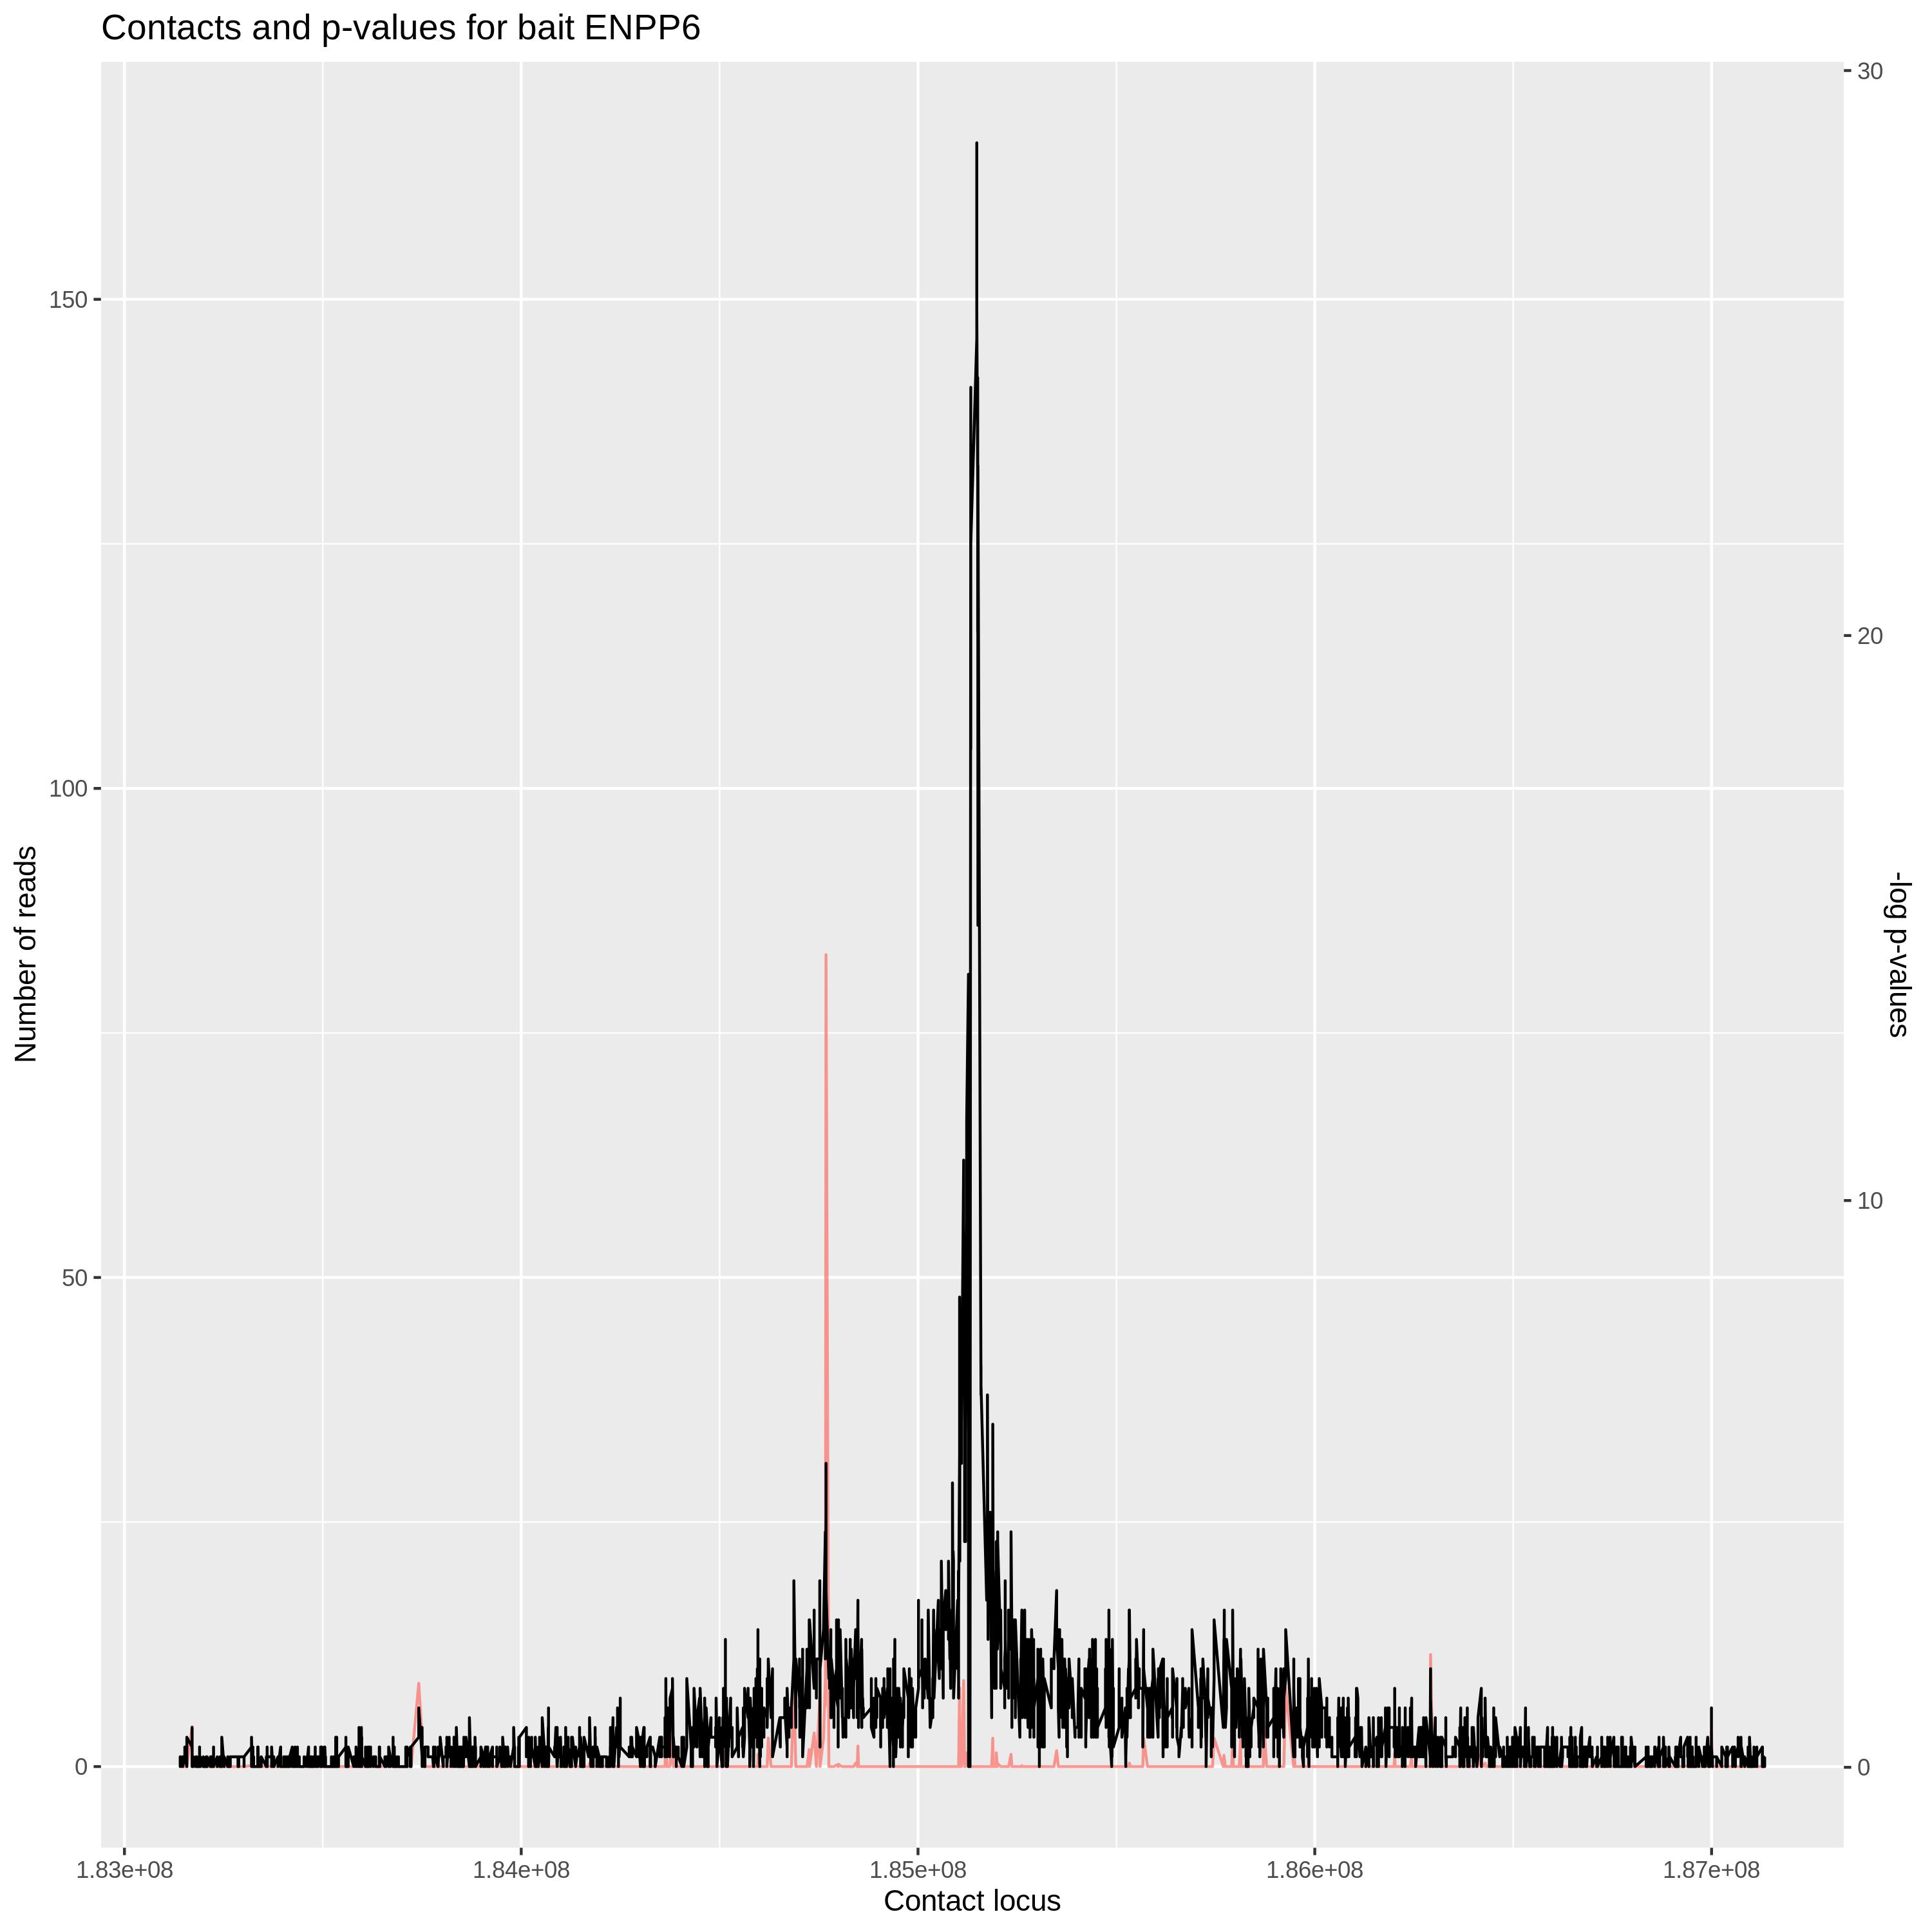 Contacts and p-values for bait ENPP6
30
150
20
100
Number of reads
-log p-values
10
50
0
0
1.83e+08
1.84e+08
1.85e+08
1.86e+08
1.87e+08
Contact locus